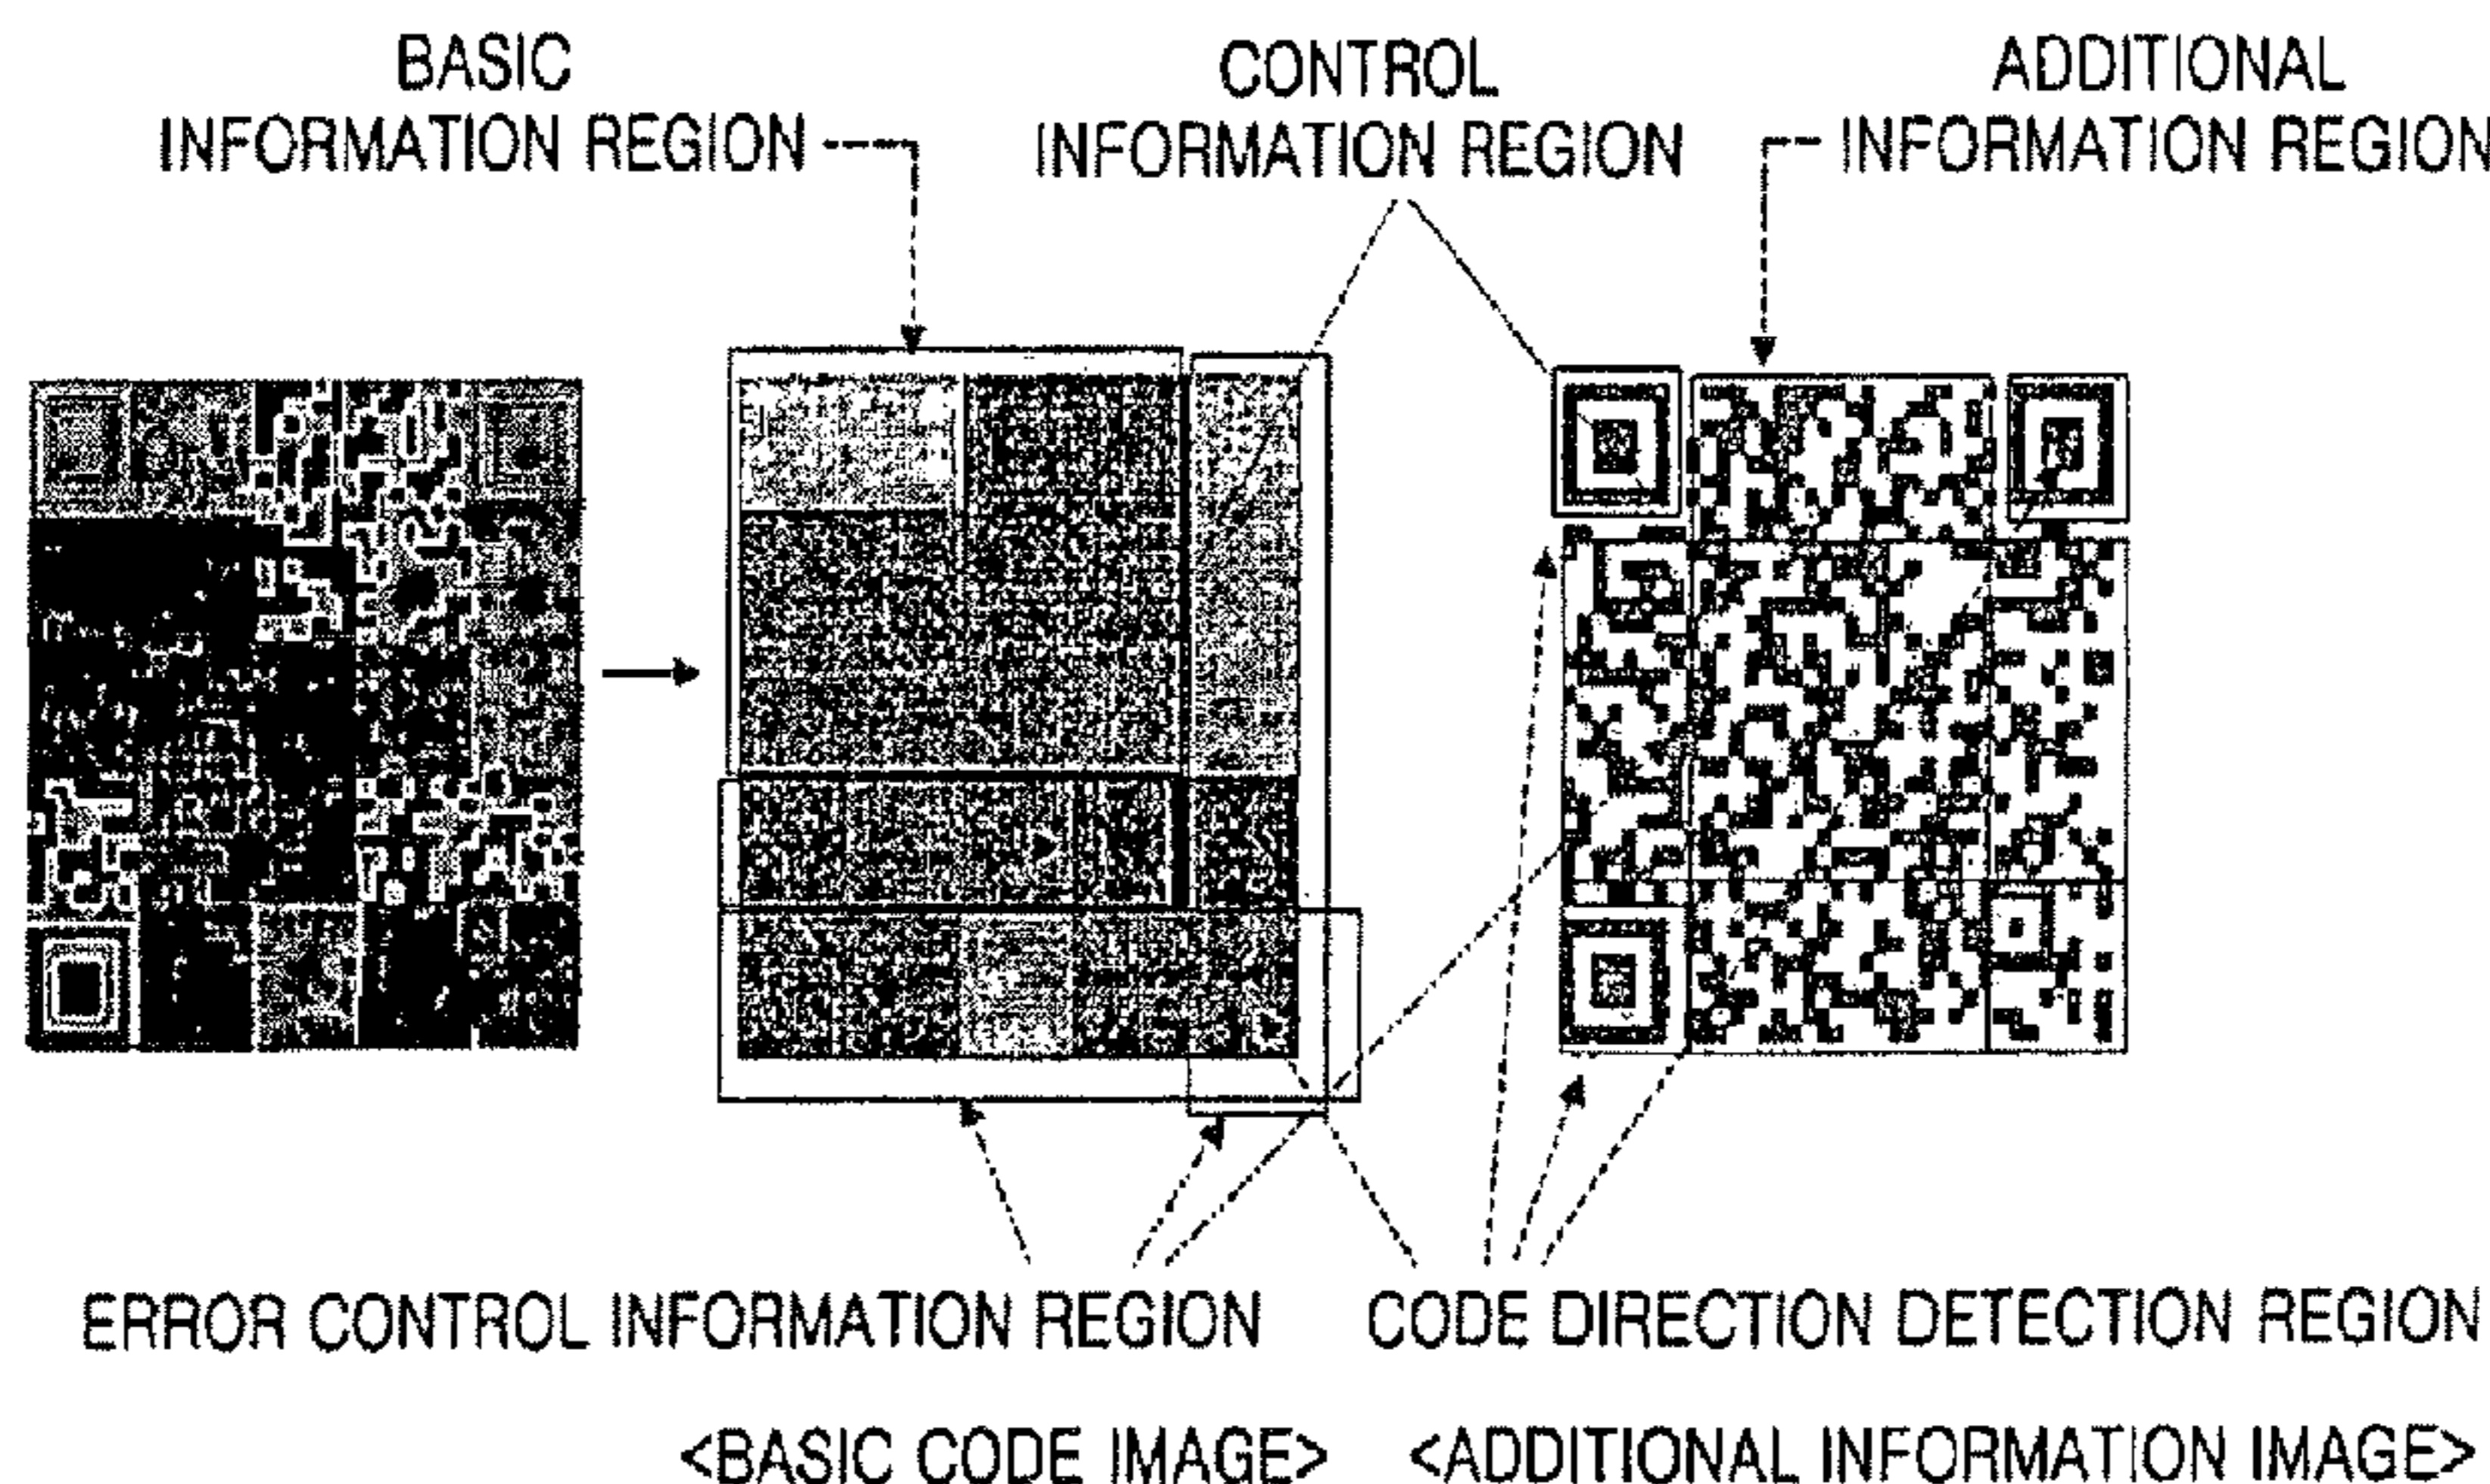 BASIC
INFORMATION REGION
CONTROL
INFORMATION REGION
ADDITIONAL
INFORMATION REGION
ERROR CONTROL INFORMATION REGION
CODE DIRECTION DETECTION REGION
<BASIC CODE IMAGE>
<ADDITIONAL INFORMATION IMAGE>